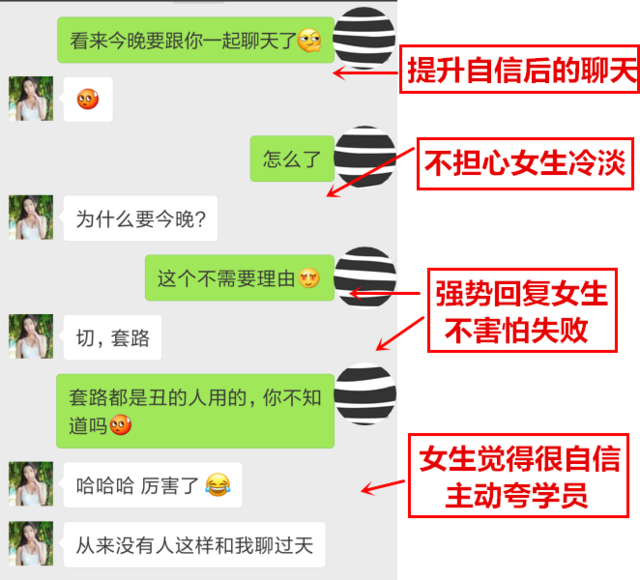 看来今晚要跟你一起聊天了
提升自信后的聊天
怎么了
不担心女生冷淡
为什么要今晚?
这个不需要理由
强势回复女生
不害怕失败
切，套路
套路都是丑的人用的，你不知
道吗
女生觉得很自信
主动夸学员
哈哈哈 厉害了
从来没有人这样和我聊过天